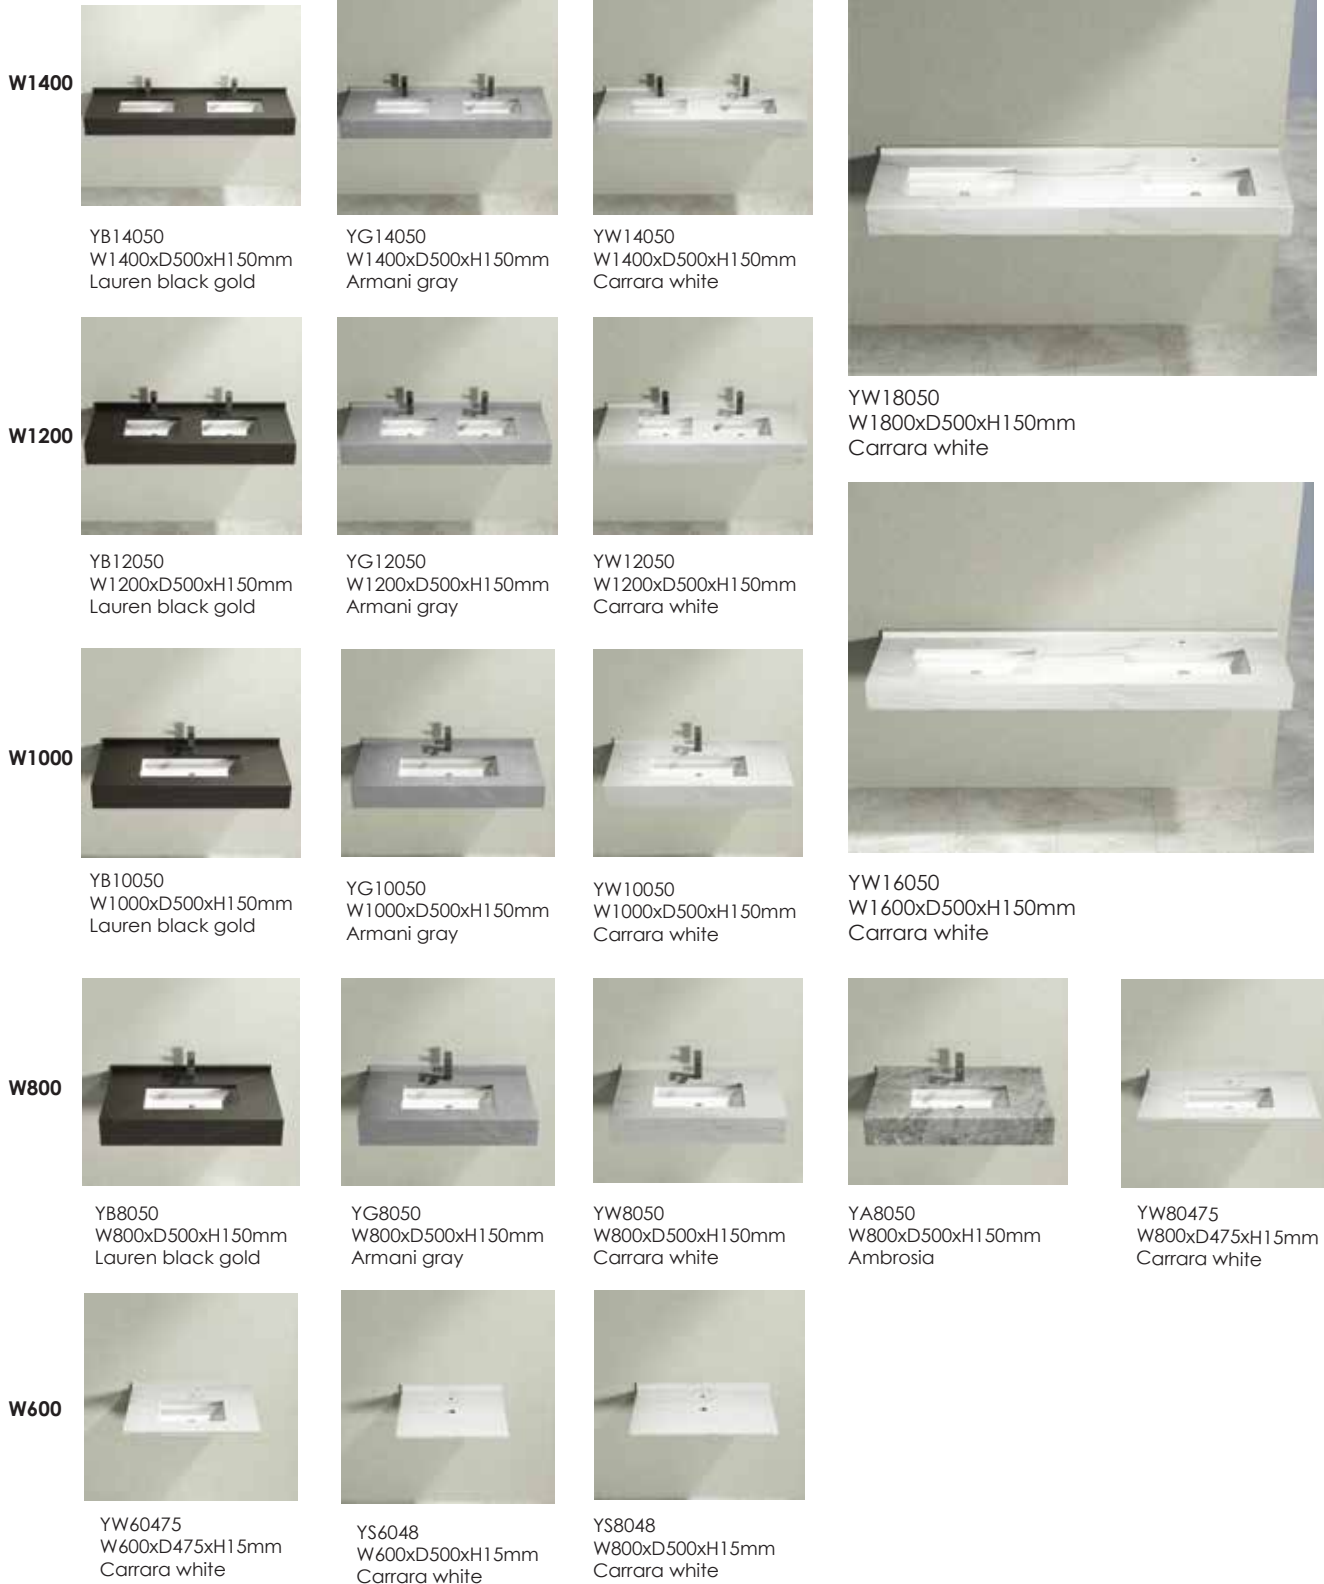 W1400
YB14050
W1400xD500xH150mm
Lauren black gold
YG14050
W1400xD500xH150mm
Armani gray
YW14050
W1400xD500xH150mm
Carrara white
YW18050
W1800xD500xH150mm
Carrara white
W1200
YB12050
W1200xD500xH150mm
Lauren black gold
YG12050
W1200xD500xH150mm
Armani gray
YW12050
W1200xD500xH150mm
Carrara white
W1000
YB10050
W1000xD500xH150mm
Lauren black gold
YG10050
W1000xD500xH150mm
Armani gray
YW10050
W1000xD500xH150mm
Carrara white
YW16050
W1600xD500xH150mm
Carrara white
W800
YB8050
W800xD500xH150mm
Lauren black gold
YG8050
W800xD500xH150mm
Armani gray
YW8050
W800xD500xH150mm
Carrara white
YA8050
W800xD500xH150mm
Ambrosia
YW80475
W800xD475xH15mm
Carrara white
W600
YW60475
W600xD475xH15mm
Carrara white
YS6048
W600xD500xH15mm
Carrara white
YS8048
W800xD500xH15mm
Carrara white